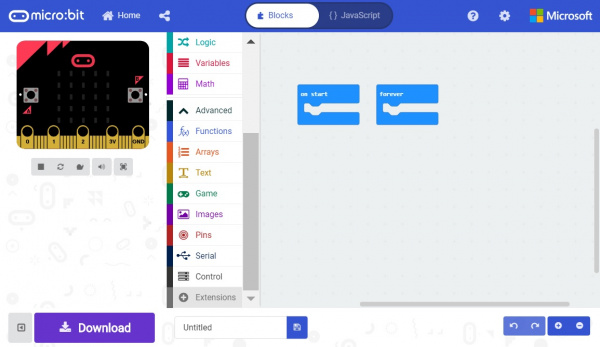 micro:bit
Home
Blocks
{ } JavaScript
Microsoft
Logic
Variables
Math
Advanced
Functions
Arrays
Text
Game
Images
Pins
Serial
Control
Extensions
on start
forever
0 1 2 3V GND
Download
Untitled